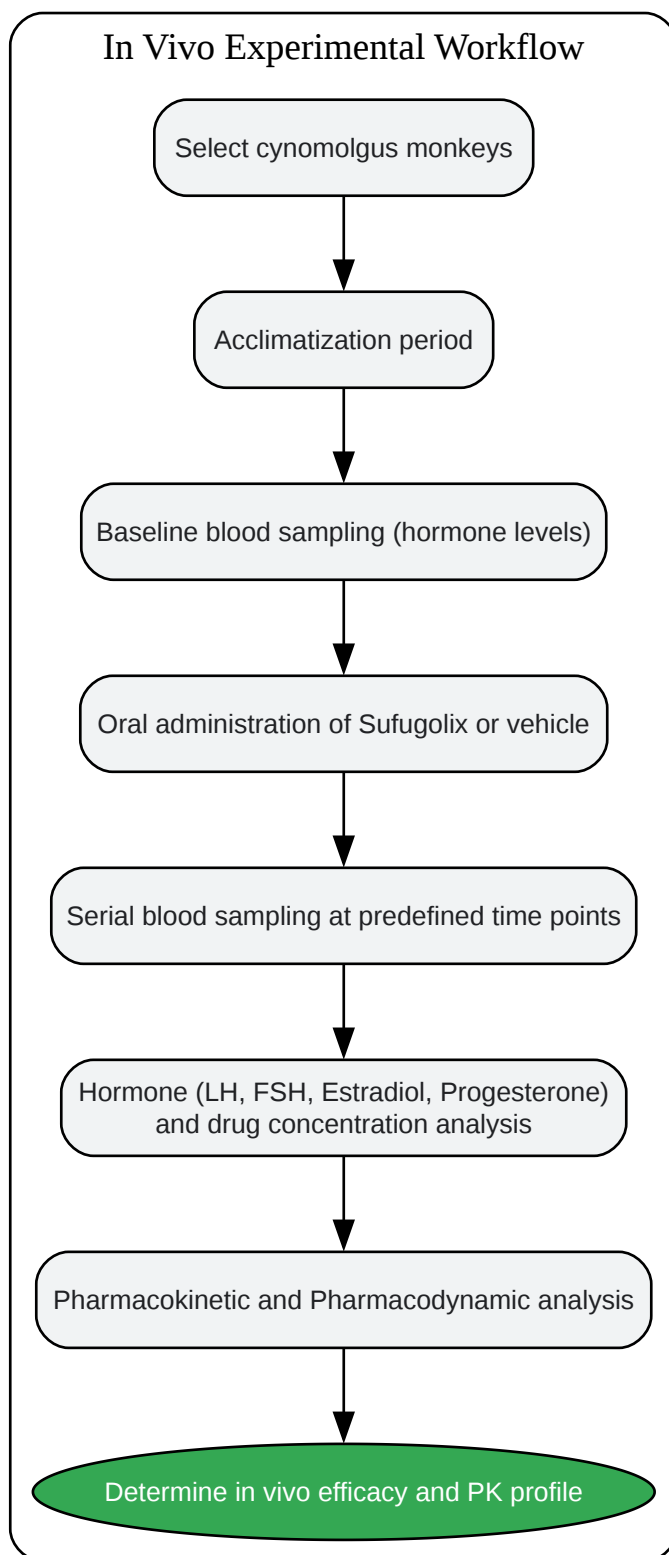 In Vivo Experimental Workflow
Select cynomolgus monkeys
Acclimatization period
Baseline blood sampling (hormone levels)
Oral administration of Sufugolix or vehicle
Serial blood sampling at predefined time points
Hormone (LH, FSH, Estradiol, Progesterone)
and drug concentration analysis
Pharmacokinetic and Pharmacodynamic analysis
Determine in vivo efficacy and PK profile